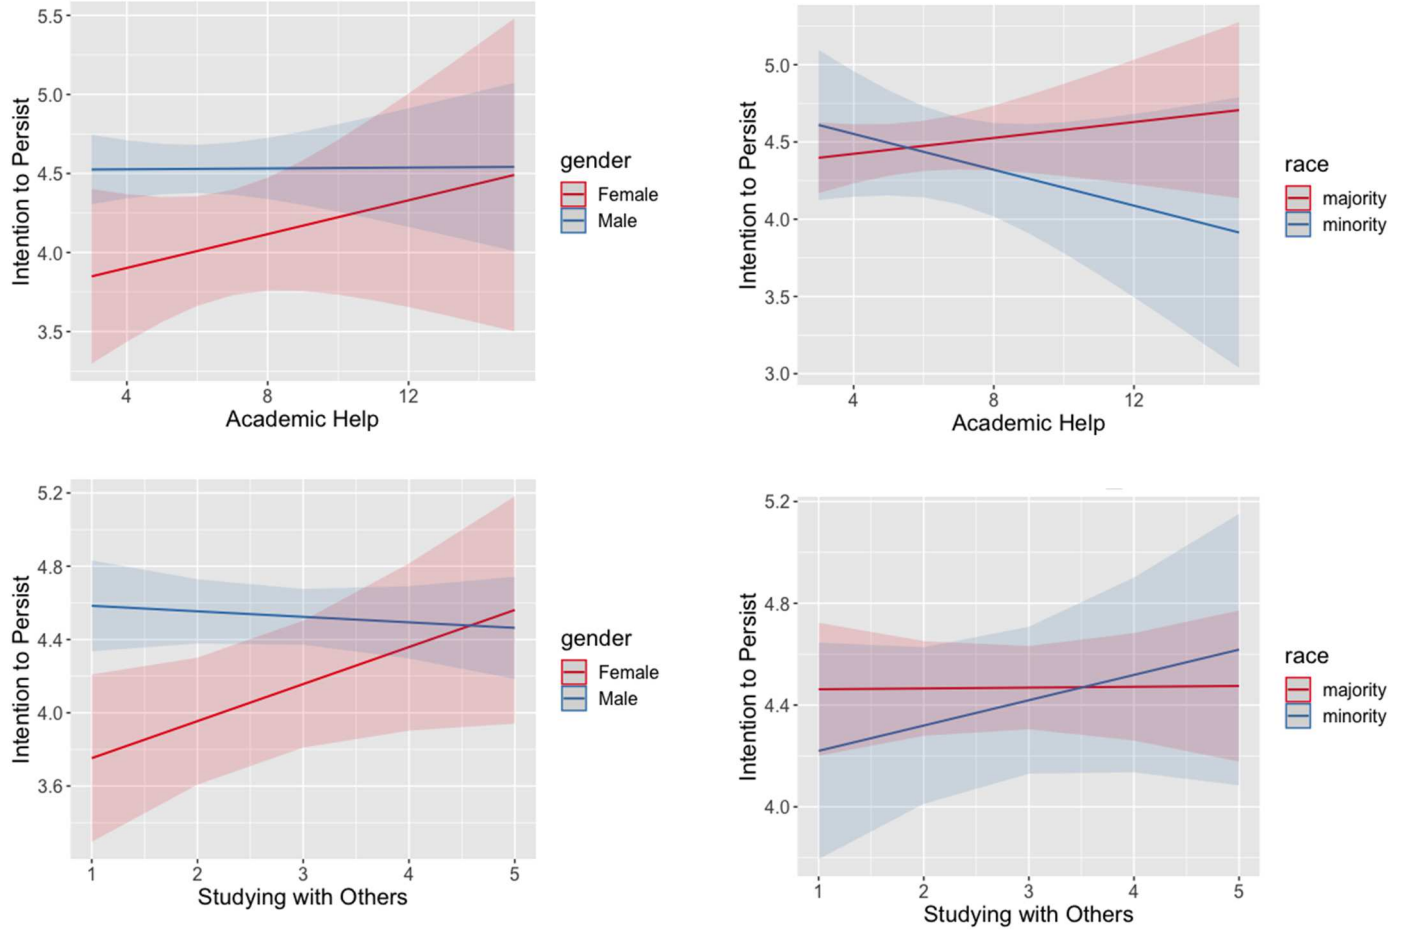 5.5
5.0
4.5
4.0
3.5
Intention to Persist
4
8
12
Academic Help
gender
Female
Male
5.0
4.5
4.0
3.5
3.0
Intention to Persist
4
8
12
Academic Help
race
majority
minority
5.2
4.8
4.4
4.0
3.6
Intention to Persist
1
2
3
4
5
Studying with Others
gender
Female
Male
5.2
4.8
4.4
4.0
Intention to Persist
1
2
3
4
5
Studying with Others
race
majority
minority